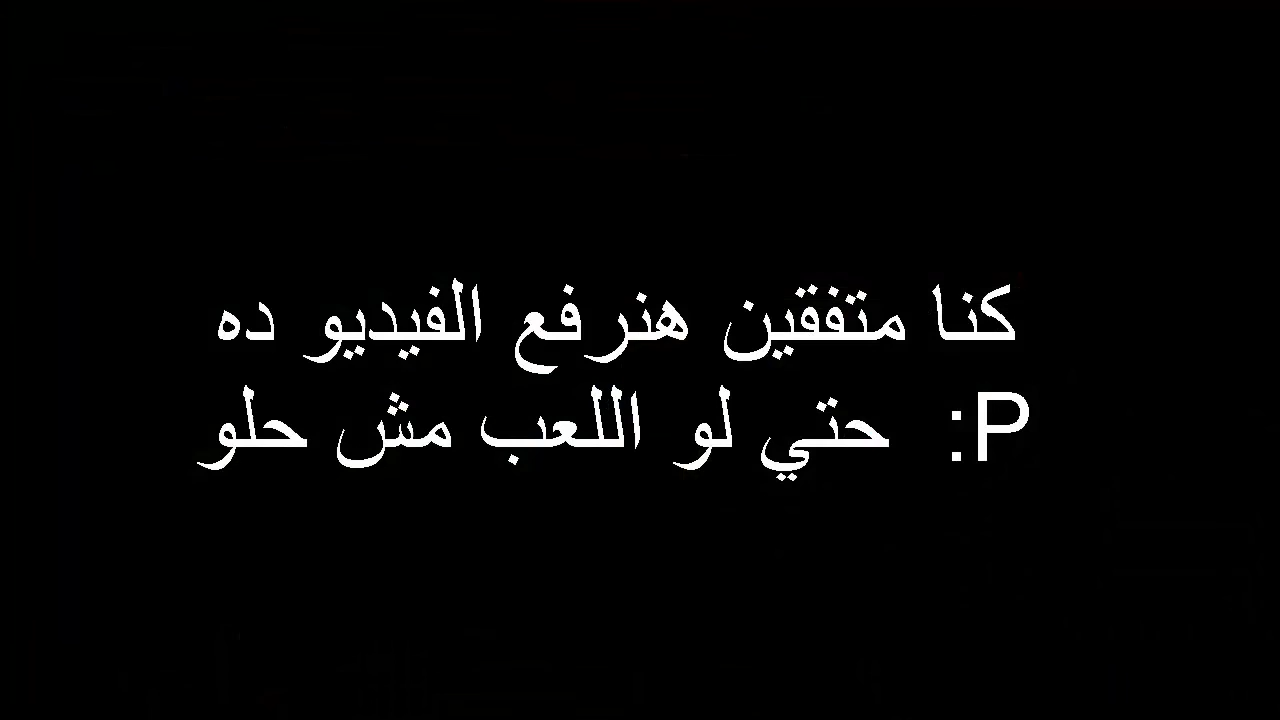 كنا متفقين هنرفع الفيديو ده
حتي لو اللعب مش حلو :P